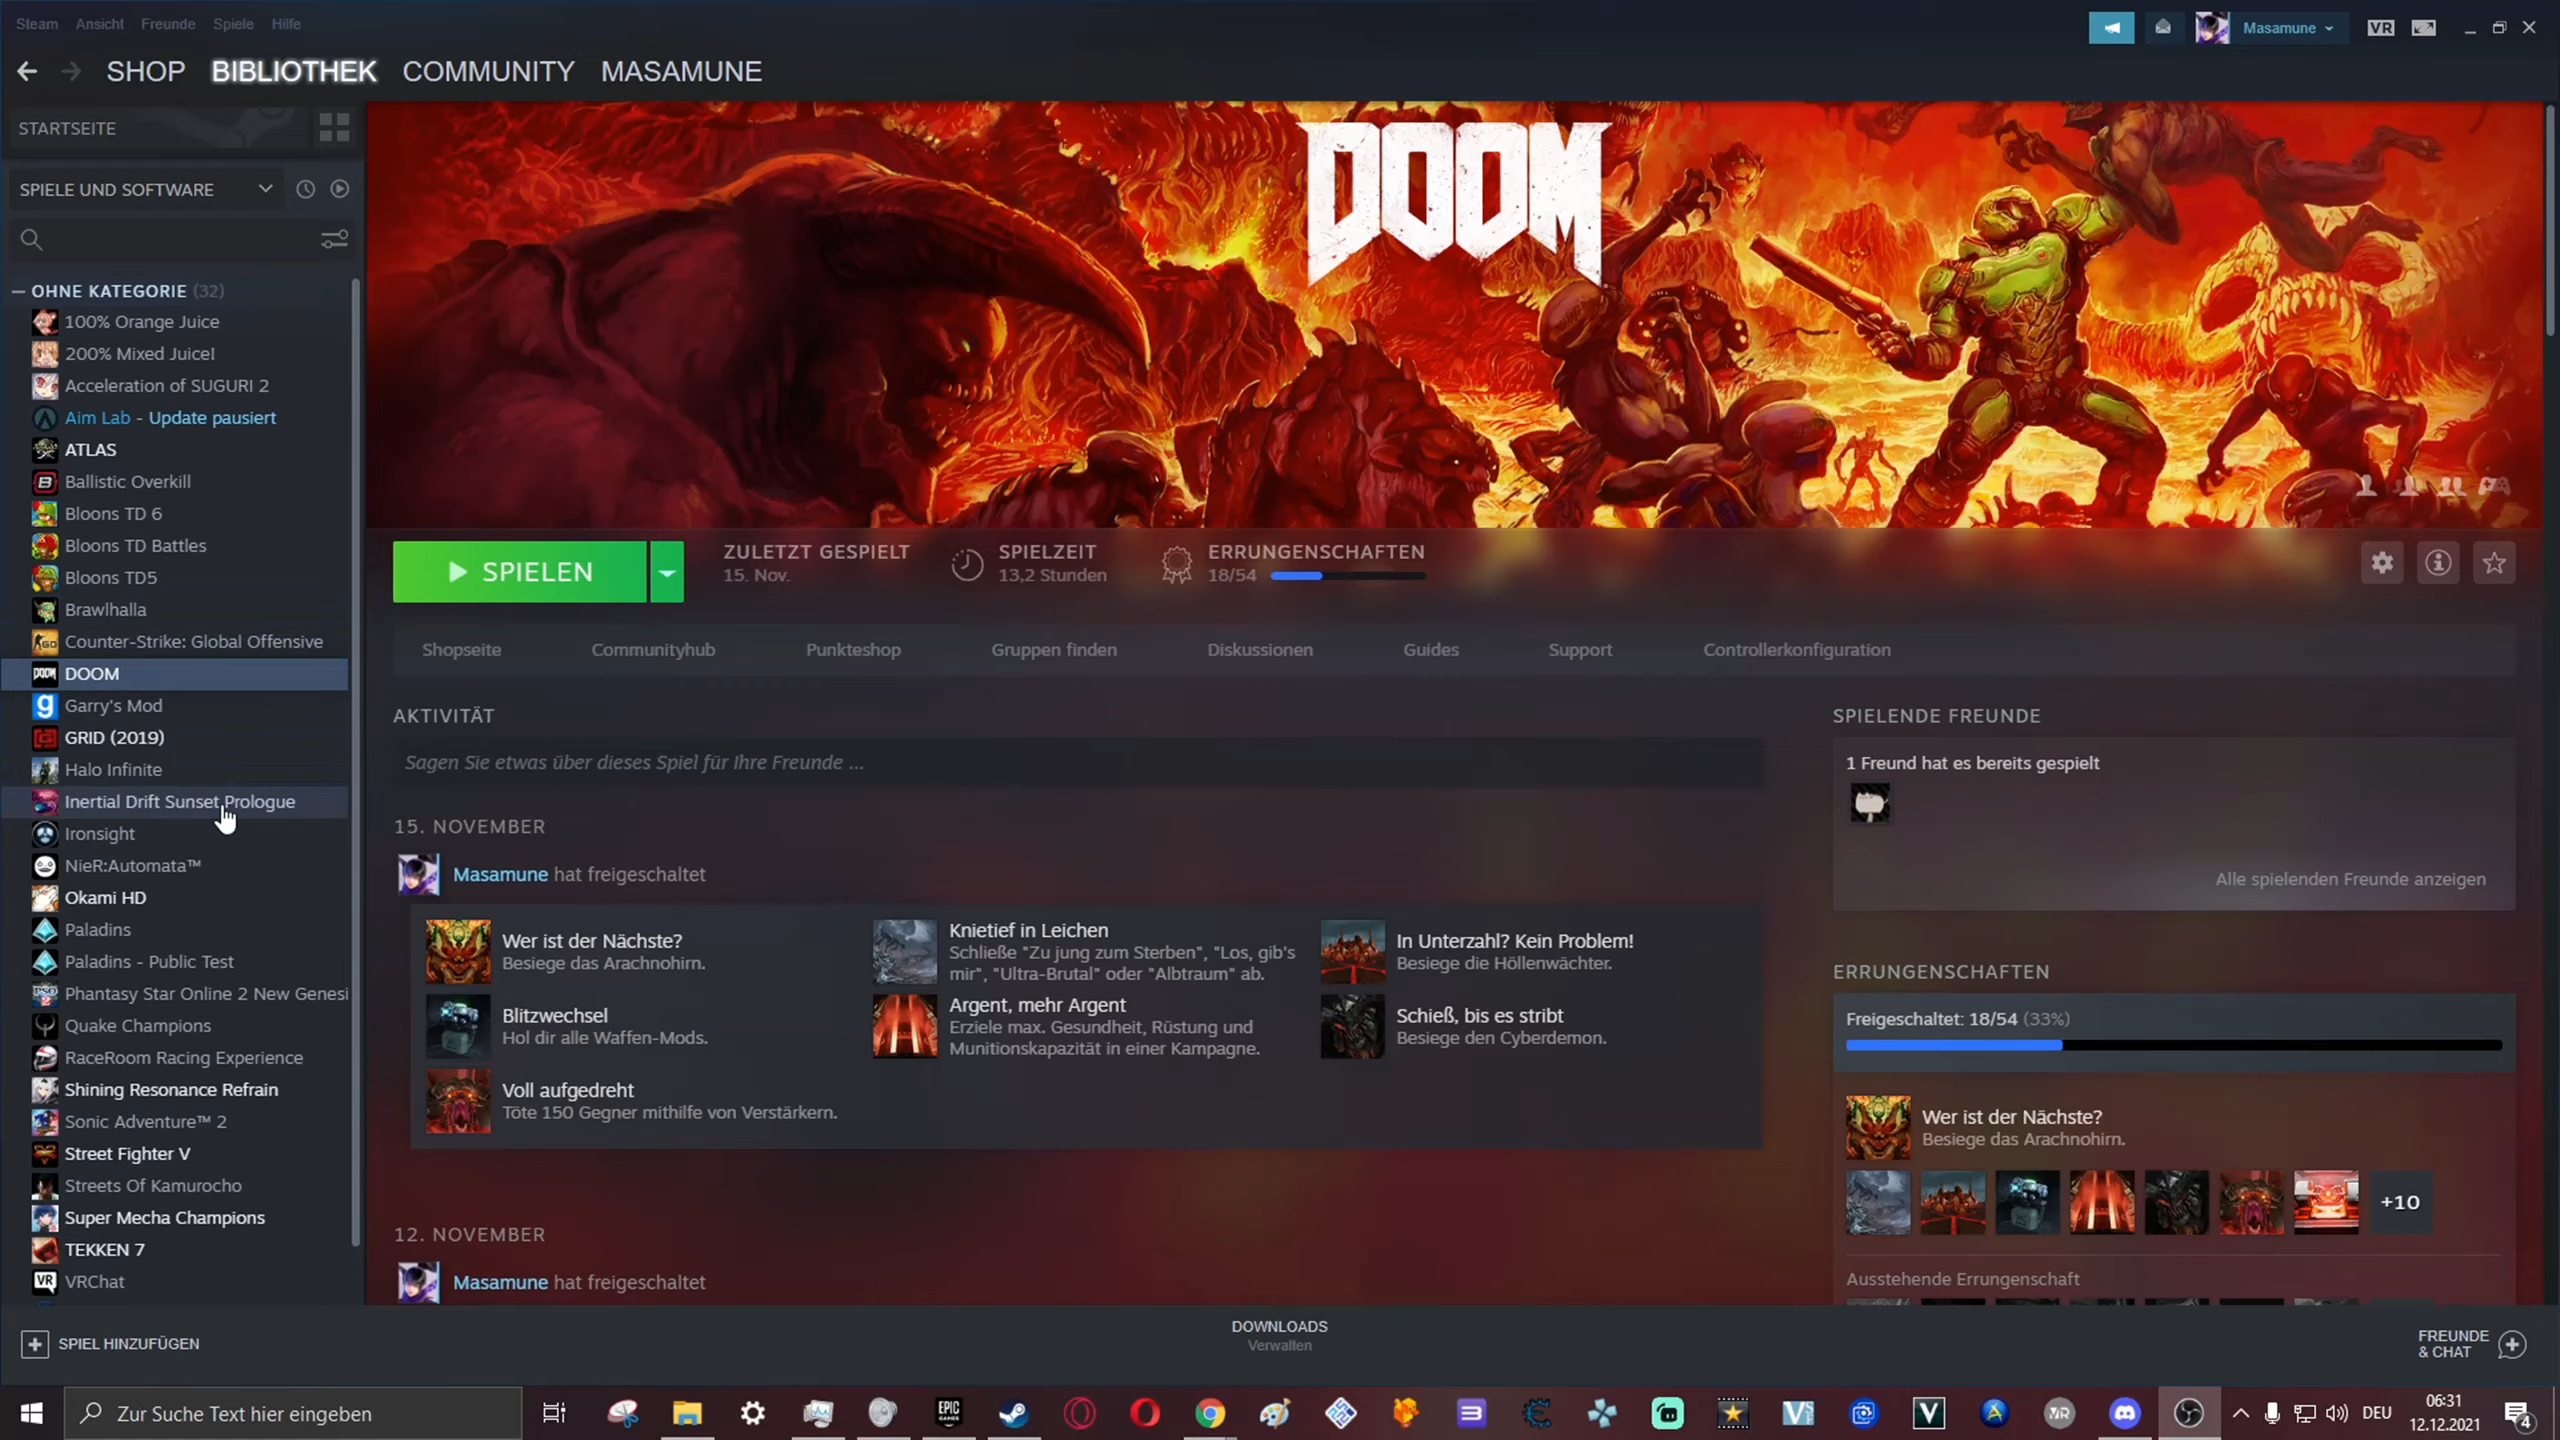 Steam Ansicht Freunde Spiele Hilfe
Masamune
VR
SHOP BIBLIOTHEK COMMUNITY MASAMUNE
STARTSEITE
SPIELE UND SOFTWARE
OHNE KATEGORIE (32)
100% Orange Juice
200% Mixed Juice!
Acceleration of SUGURI 2
Aim Lab - Update pausiert
ATLAS
Ballistic Overkill
Bloons TD 6
Bloons TD Battles
Bloons TD5
Brawlhalla
Counter-Strike: Global Offensive
DOOM
Garry's Mod
GRID (2019)
Halo Infinite
Inertial Drift Sunset Prologue
Ironsight
NieR:Automata™
Okami HD
Paladins
Paladins - Public Test
Phantasy Star Online 2 New Genesi
Quake Champions
RaceRoom Racing Experience
Shining Resonance Refrain
Sonic Adventure™ 2
Street Fighter V
Streets Of Kamurocho
Super Mecha Champions
TEKKEN 7
VRChat
SPIEL HINZUFÜGEN
DOOM
SPIELEN
ZULETZT GESPIELT
15. Nov.
SPIELZEIT
13,2 Stunden
ERRUNGENSCHAFTEN
18/54
Shopseite Communityhub Punkteshop Gruppen finden Diskussionen Guides Support Controllerkonfiguration
AKTIVITÄT
Sagen Sie etwas über dieses Spiel für Ihre Freunde ...
15. NOVEMBER
Masamune hat freigeschaltet
Wer ist der Nächste?
Besiege das Arachnohirn.
Knietief in Leichen
Schließe "Zu jung zum Sterben", "Los, gib's
mir", "Ultra-Brutal" oder "Albtraum" ab.
In Unterzahl? Kein Problem!
Besiege die Höllenwächter.
Blitzwechsel
Hol dir alle Waffen-Mods.
Argent, mehr Argent
Erziele max. Gesundheit, Rüstung und
Munitionskapazität in einer Kampagne.
Schieß, bis es stribt
Besiege den Cyberdemon.
Voll aufgedreht
Töte 150 Gegner mithilfe von Verstärkern.
12. NOVEMBER
Masamune hat freigeschaltet
SPIELENDE FREUNDE
1 Freund hat es bereits gespielt
Alle spielenden Freunde anzeigen
ERRUNGENSCHAFTEN
Freigeschaltet: 18/54 (33%)
Wer ist der Nächste?
Besiege das Arachnohirn.
+10
Ausstehende Errungenschaft
DOWNLOADS
Verwalten
FREUNDE
& CHAT
Zur Suche Text hier eingeben
EPIC
GAMES
DEU
06:31
12.12.2021
4